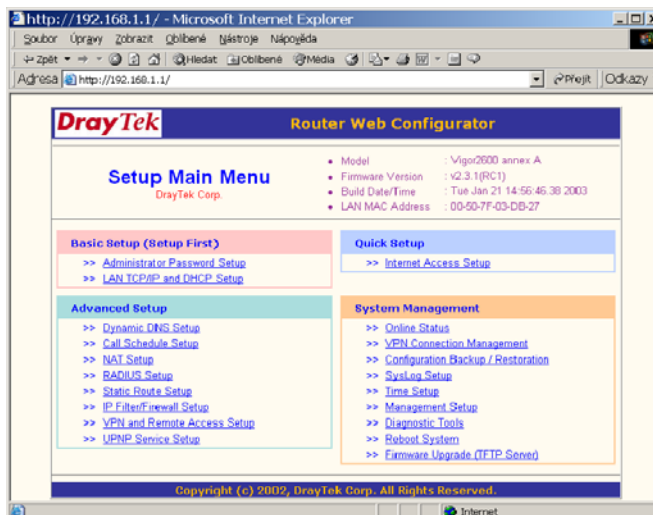 http://192.168.1.1/ - Microsoft Internet Explorer
Soubor Úpravy Zobrazit Oblíbené Nástroje Nápověda
Zpět Hledat Oblíbené Média
Adresa http://192.168.1.1/ Přejít Odkazy
DrayTek Router Web Configurator
Setup Main Menu
DrayTek Corp.
Model : Vigor2600 annex A
Firmware Version : v2.3.1(RC1)
Build Date/Time : Tue Jan 21 14:56:46.38 2003
LAN MAC Address : 00-50-7F-03-DB-27
Basic Setup (Setup First)
>> Administrator Password Setup
>> LAN TCP/IP and DHCP Setup
Quick Setup
>> Internet Access Setup
Advanced Setup
>> Dynamic DNS Setup
>> Call Schedule Setup
>> NAT Setup
>> RADIUS Setup
>> Static Route Setup
>> IP Filter/Firewall Setup
>> VPN and Remote Access Setup
>> UPNP Service Setup
System Management
>> Online Status
>> VPN Connection Management
>> Configuration Backup / Restoration
>> SysLog Setup
>> Time Setup
>> Management Setup
>> Diagnostic Tools
>> Reboot System
>> Firmware Upgrade (TFTP Server)
Copyright (c) 2002, DrayTek Corp. All Rights Reserved.
Internet